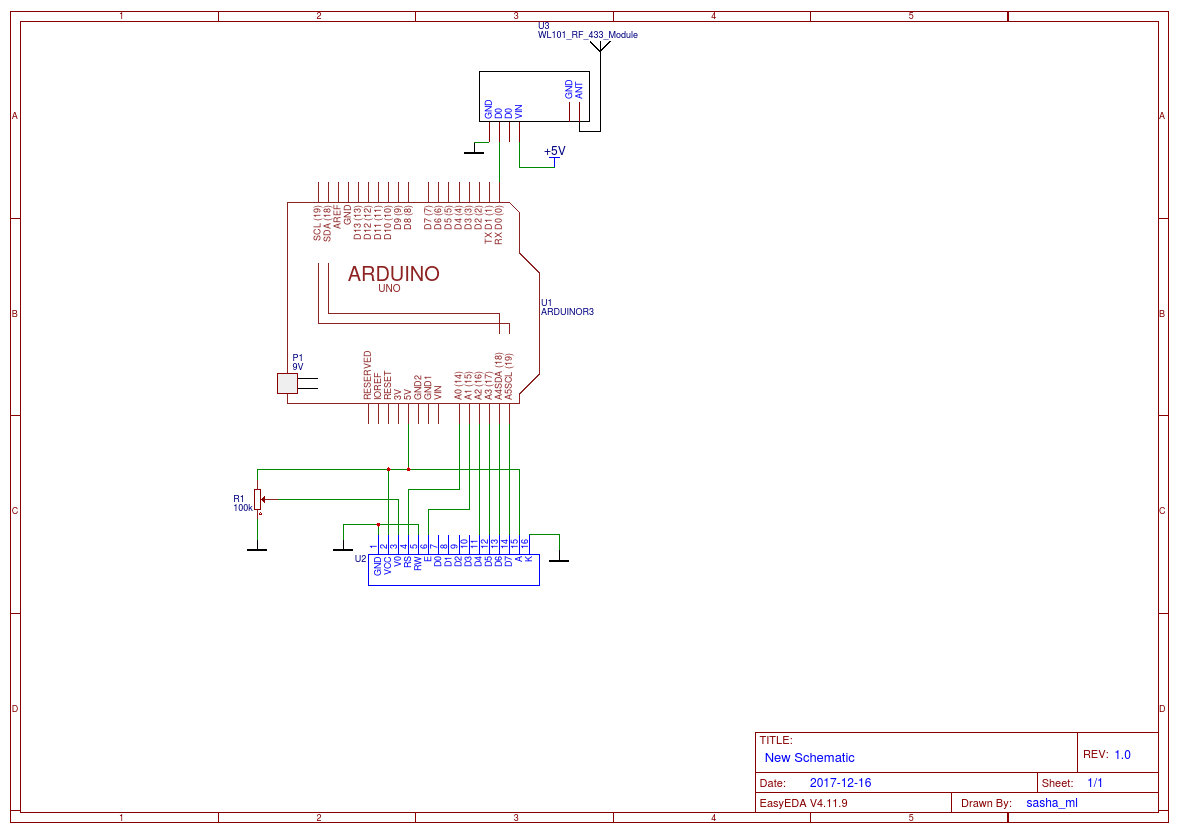 1 2 3 4 5
U3
WL101_RF_433_Module
GND D0 D0 VIN GND ANT
A A
+5V
SCL (19) SDA (18) AREF GND D13 (13) D12 (12) D11 (11) D10 (10) D9 (9) D8 (8) D7 (7) D6 (6) D5 (5) D4 (4) D3 (3) D2 (2) TX D1 (1) RX D0 (0)
ARDUINO
UNO
U1
ARDUINOR3
B B
P1
9V
RESERVED IOREF RESET 3V 5V GND2 GND1 VIN A0 (14) A1 (15) A2 (16) A3 (17) A4SDA (18) A5SCL (19)
R1
100k
C C
1 2 3 4 5 6 7 8 9 10 11 12 13 14 15 16
U2
GND VCC V0 RS RW E D0 D1 D2 D3 D4 D5 D6 D7 A K
D D
TITLE:
New Schematic
REV: 1.0
Date: 2017-12-16
Sheet: 1/1
EasyEDA V4.11.9
Drawn By: sasha_ml
1 2 3 4 5